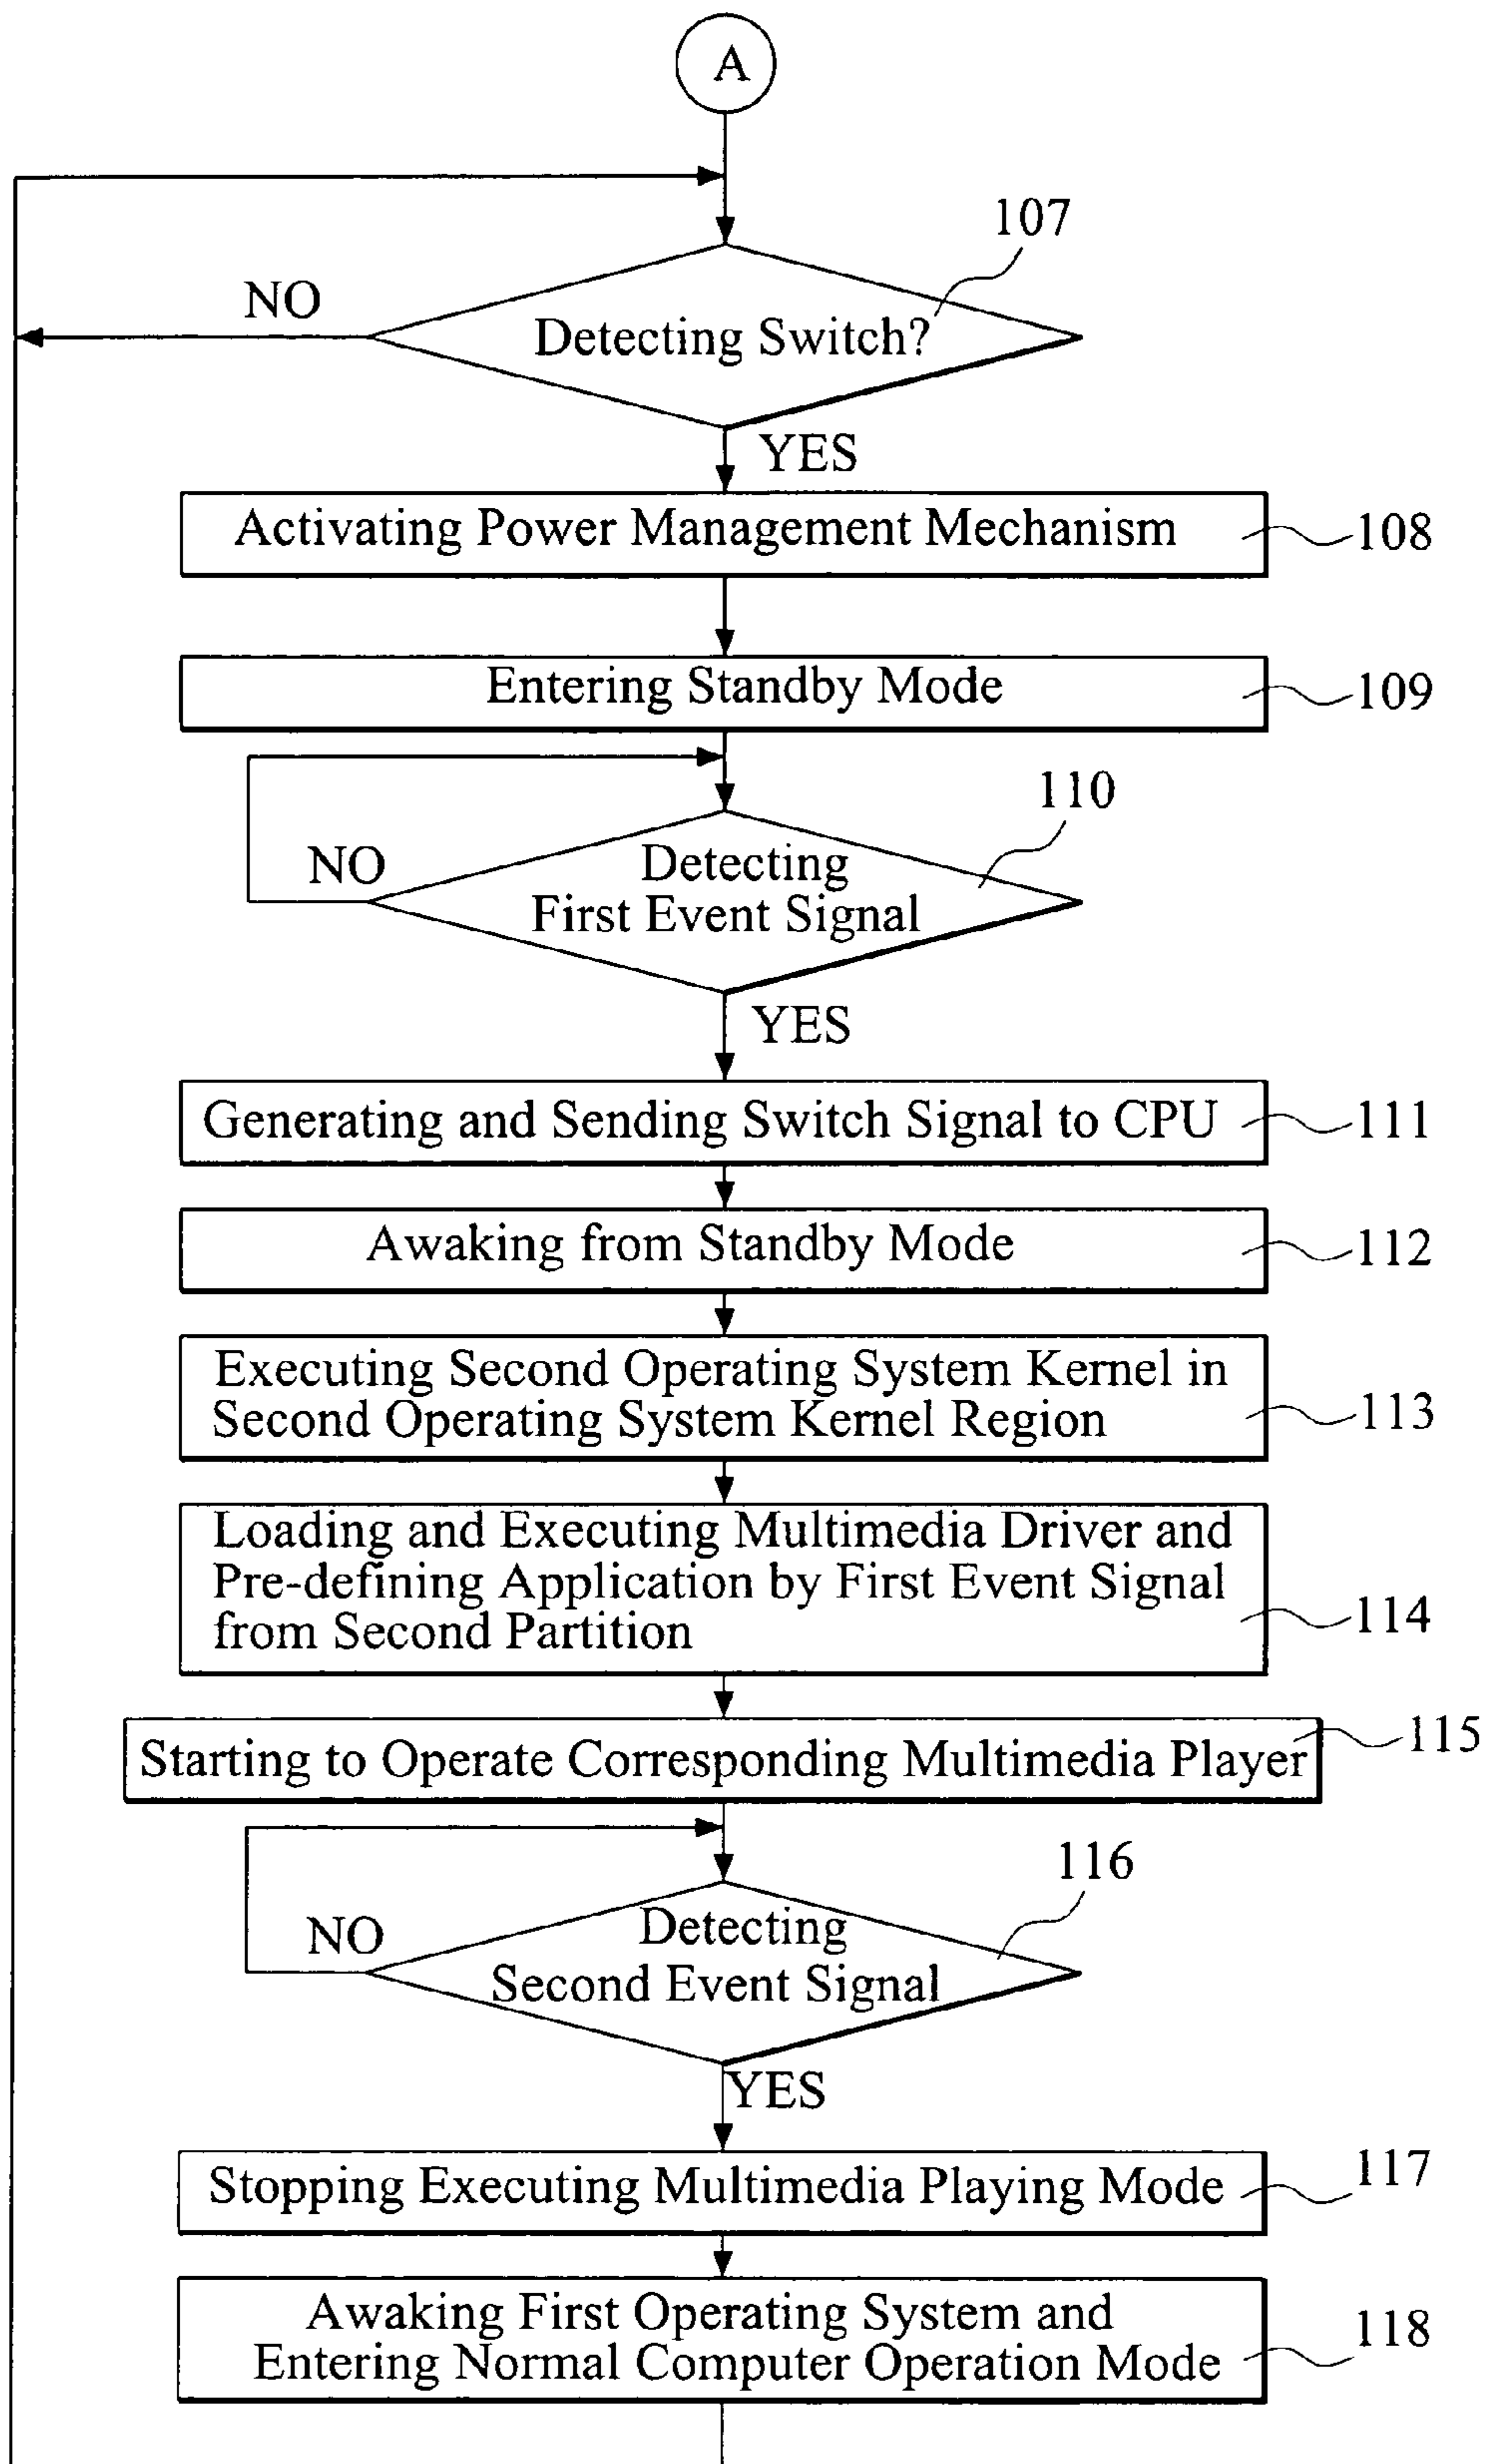 A
107
NO
Detecting Switch?
YES
Activating Power Management Mechanism
108
Entering Standby Mode
109
110
NO
Detecting
First Event Signal
YES
Generating and Sending Switch Signal to CPU
111
Awaking from Standby Mode
112
Executing Second Operating System Kernel in
Second Operating System Kernel Region
113
Loading and Executing Multimedia Driver and
Pre-defining Application by First Event Signal
from Second Partition
114
Starting to Operate Corresponding Multimedia Player
115
116
NO
Detecting
Second Event Signal
YES
Stopping Executing Multimedia Playing Mode
117
Awaking First Operating System and
Entering Normal Computer Operation Mode
118